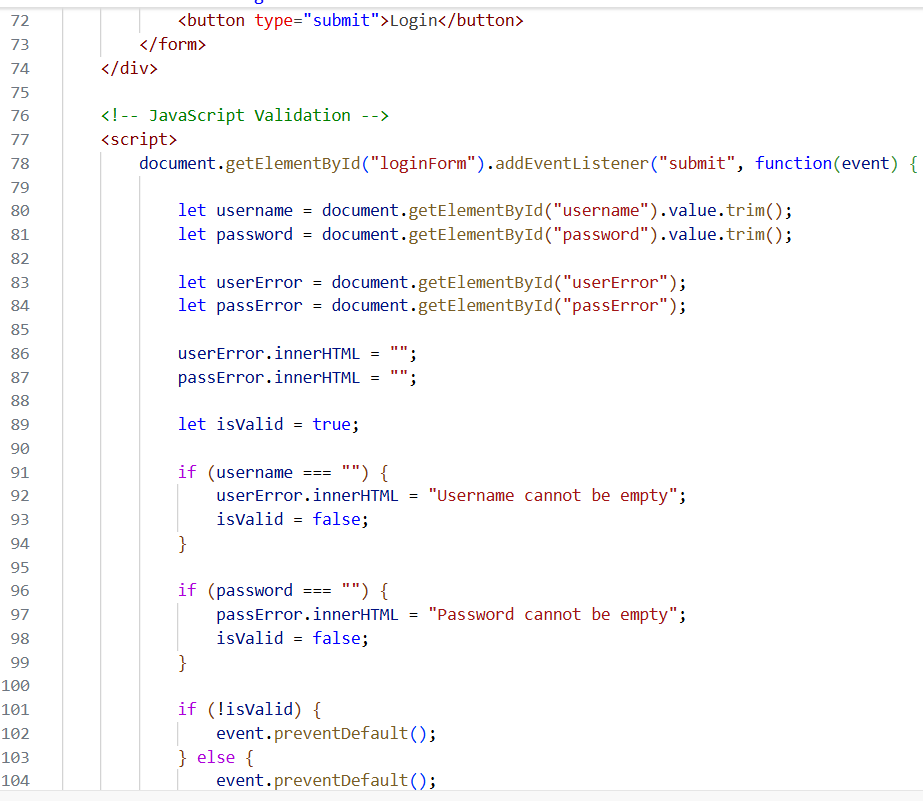 72 <button type="submit">Login</button>
73 </form>
74 </div>
75
76 <!-- JavaScript Validation -->
77 <script>
78 document.getElementById("loginForm").addEventListener("submit", function(event) {
79
80 let username = document.getElementById("username").value.trim();
81 let password = document.getElementById("password").value.trim();
82
83 let userError = document.getElementById("userError");
84 let passError = document.getElementById("passError");
85
86 userError.innerHTML = "";
87 passError.innerHTML = "";
88
89 let isValid = true;
90
91 if (username === "") {
92 userError.innerHTML = "Username cannot be empty";
93 isValid = false;
94 }
95
96 if (password === "") {
97 passError.innerHTML = "Password cannot be empty";
98 isValid = false;
99 }
100
101 if (!isValid) {
102 event.preventDefault();
103 } else {
104 event.preventDefault();